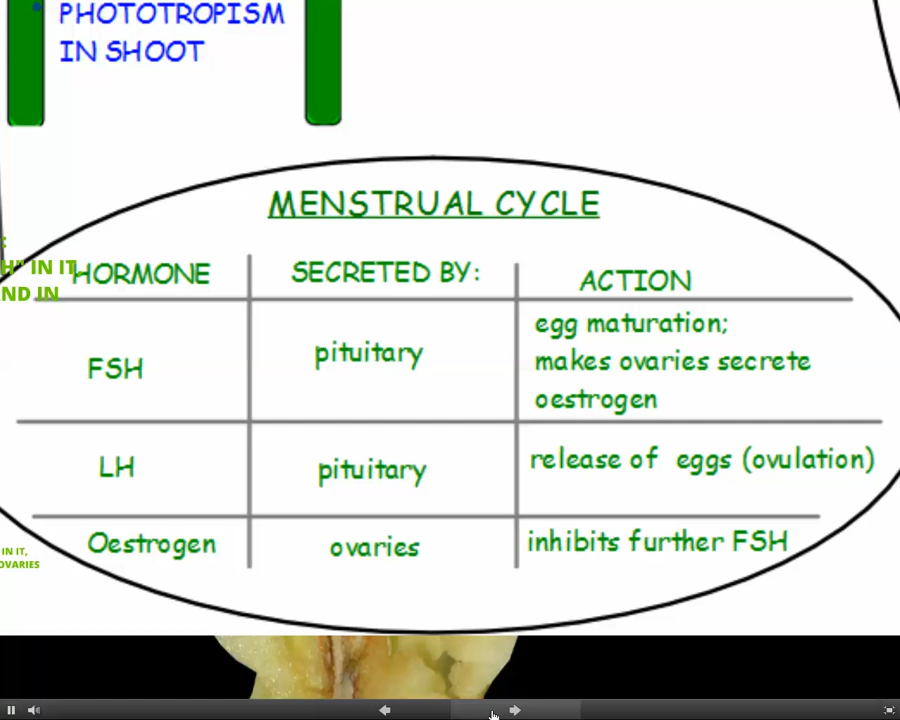 PHOTOTROPISM
IN SHOOT
MENSTRUAL CYCLE
:
H" IN IT,
ND IN
HORMONE SECRETED BY: ACTION
FSH pituitary egg maturation;
makes ovaries secrete
oestrogen
LH pituitary release of eggs (ovulation)
Oestrogen ovaries inhibits further FSH
IN IT,
OVARIES